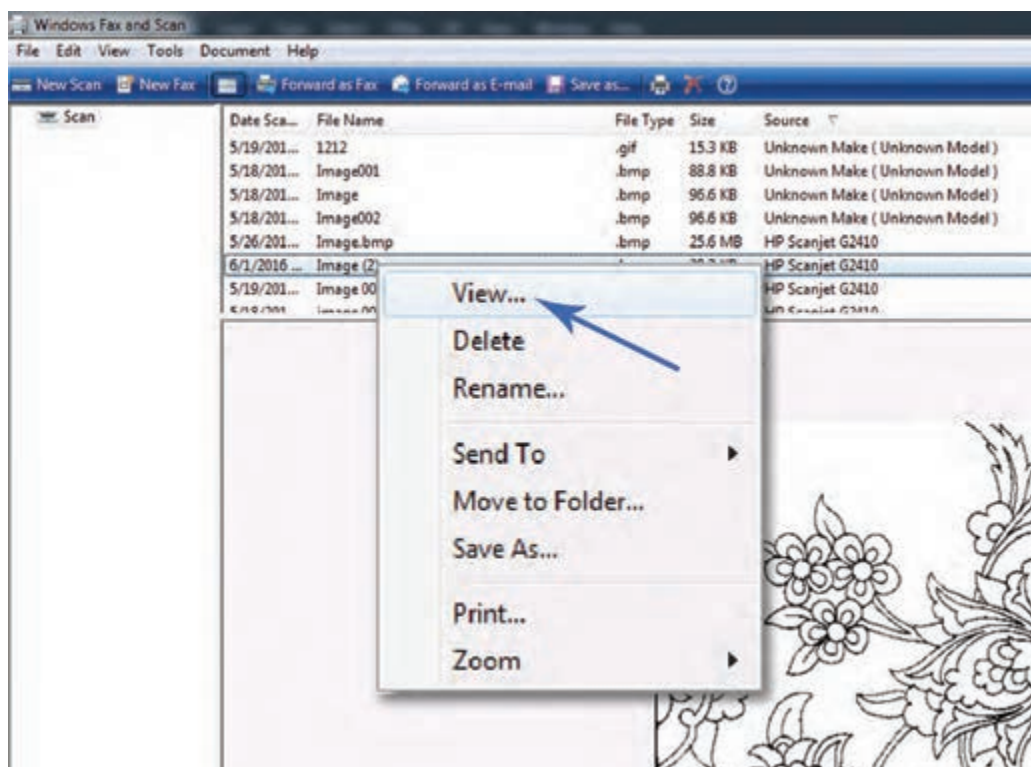 Windows Fax and Scan
File Edit View Tools Document Help
New Scan New Fax Forward as Fax Forward as E-mail Save as...
Scan
Date Sca... File Name File Type Size Source
5/19/201... 1212 .gif 15.3 KB Unknown Make ( Unknown Model )
5/18/201... Image001 .bmp 88.8 KB Unknown Make ( Unknown Model )
5/18/201... Image .bmp 96.6 KB Unknown Make ( Unknown Model )
5/18/201... Image002 .bmp 96.6 KB Unknown Make ( Unknown Model )
5/26/201... Image.bmp .bmp 25.6 MB HP Scanjet G2410
6/1/2016 ... Image (2) HP Scanjet G2410
5/19/201... Image 00 HP Scanjet G2410
HP Scanjet G2410
View...
Delete
Rename...
Send To
Move to Folder...
Save As...
Print...
Zoom